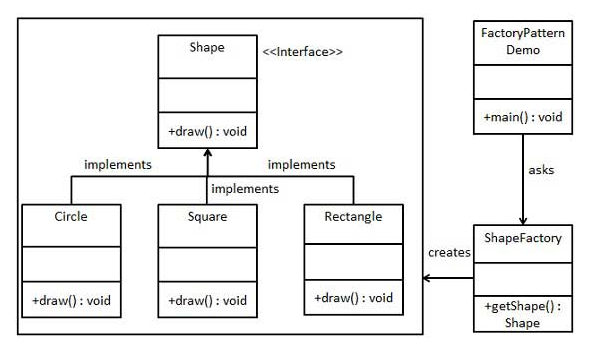 Shape
<<Interface>>
+draw() : void
implements
implements
implements
Circle
+draw() : void
Square
+draw() : void
Rectangle
+draw() : void
FactoryPattern
Demo
+main() : void
asks
ShapeFactory
+getShape() :
Shape
creates